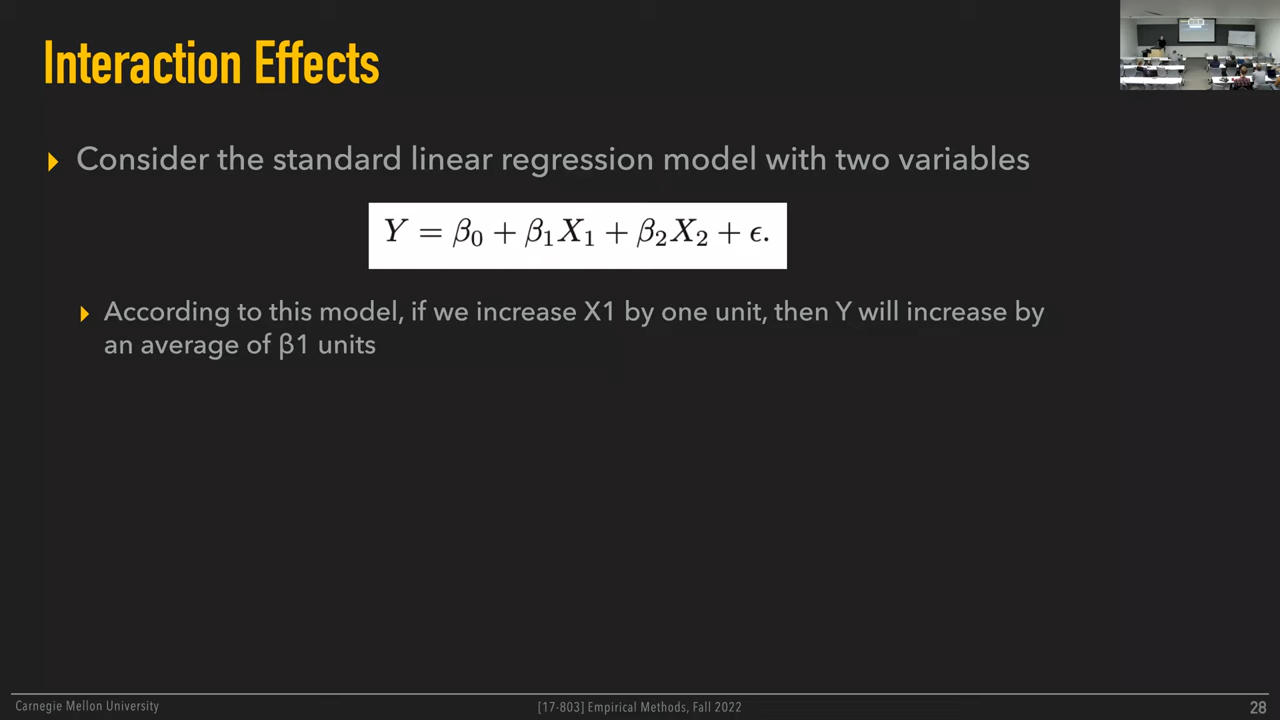 Interaction Effects
Consider the standard linear regression model with two variables
Y = β₀ + β₁X₁ + β₂X₂ + ϵ.
According to this model, if we increase X1 by one unit, then Y will increase by
an average of β1 units
Carnegie Mellon University
[17-803] Empirical Methods, Fall 2022
28